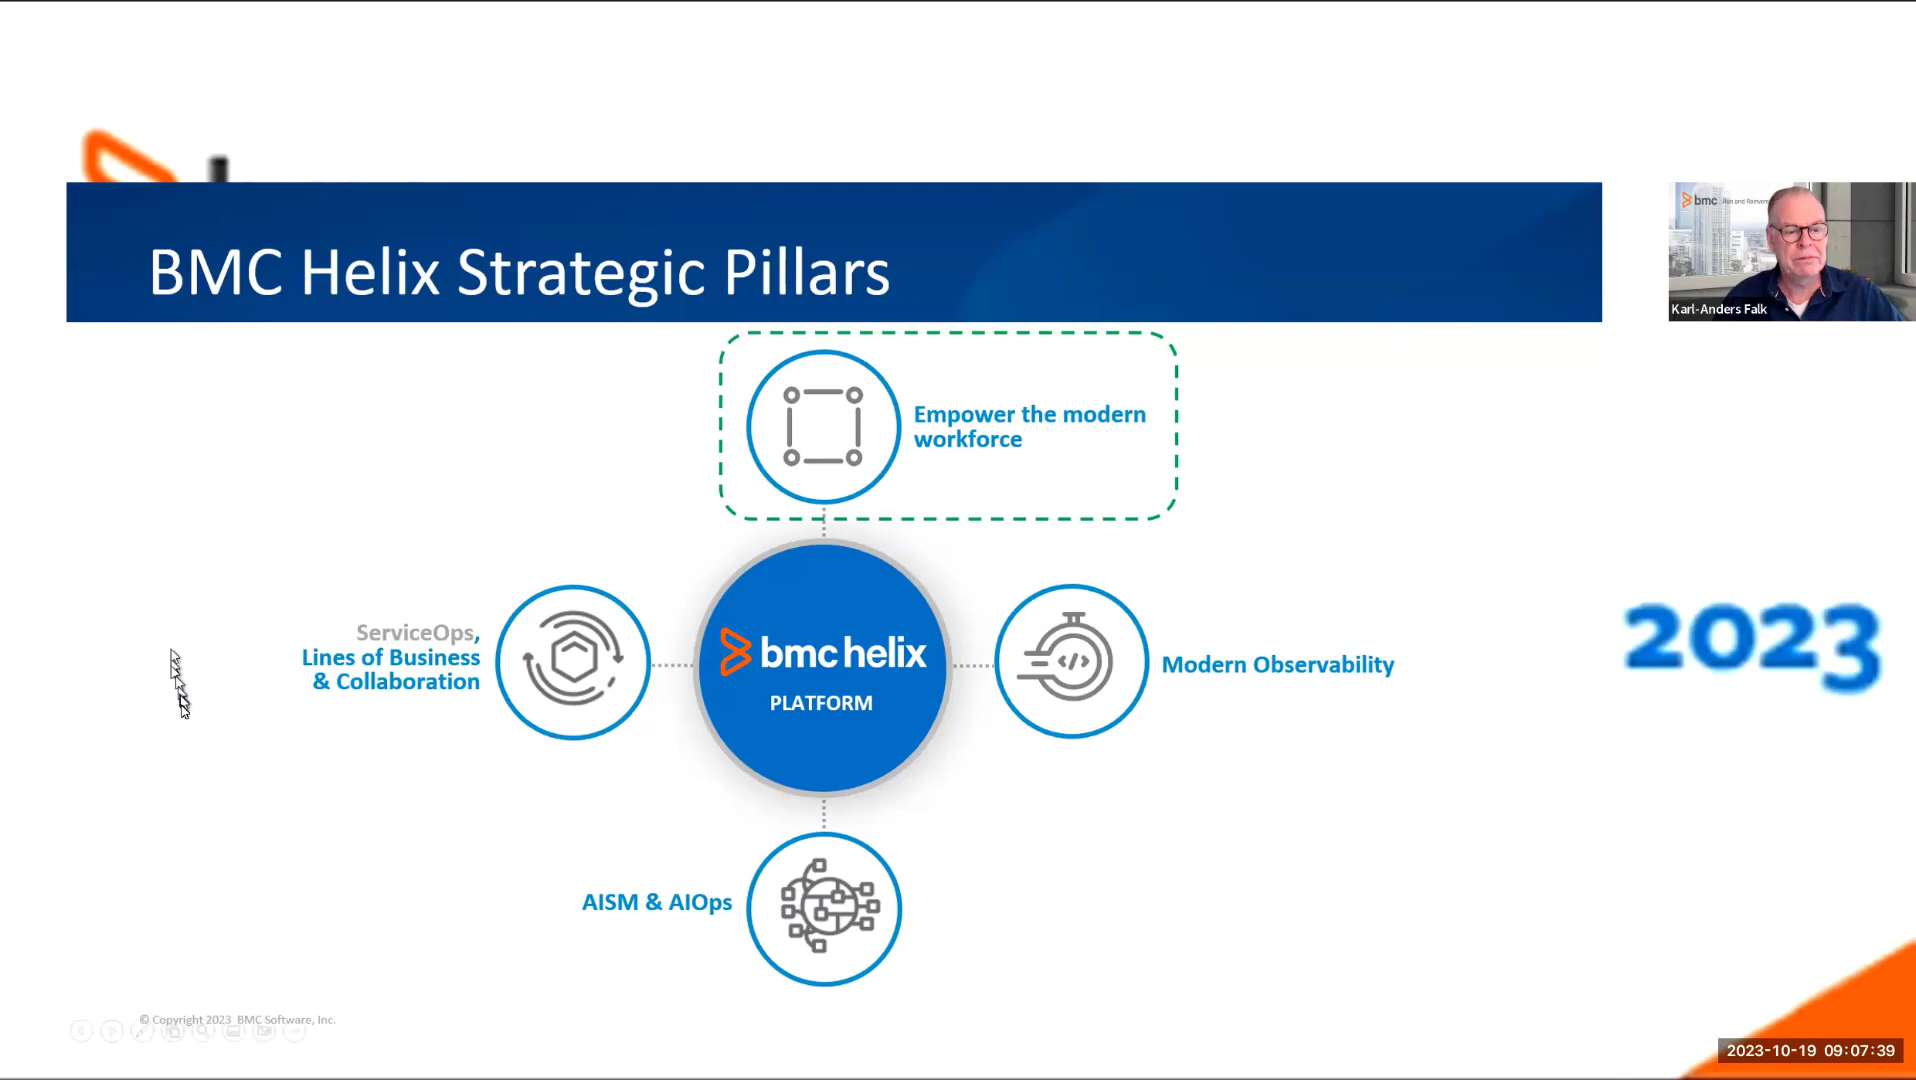 BMC Helix Strategic Pillars
bmc
Karl-Anders Falk
Empower the modern
workforce
ServiceOps,
Lines of Business
& Collaboration
bmc helix
PLATFORM
</>
Modern Observability
2023
AISM & AIOps
© Copyright 2023 BMC Software, Inc.
2023-10-19 09:07:39